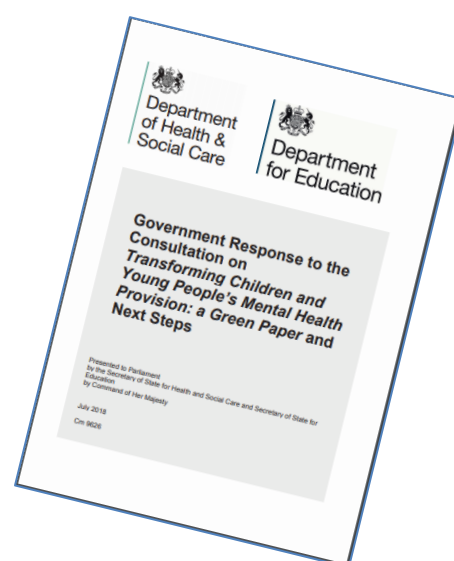 Department
of Health &
Social Care
Department
for Education
Government Response to the
Consultation on
Transforming Children and
Young People's Mental Health
Provision: a Green Paper and
Next Steps
Presented to Parliament
by the Secretary of State for Health and Social Care and Secretary of State for
Education
by Command of Her Majesty
July 2018
Cm 9626